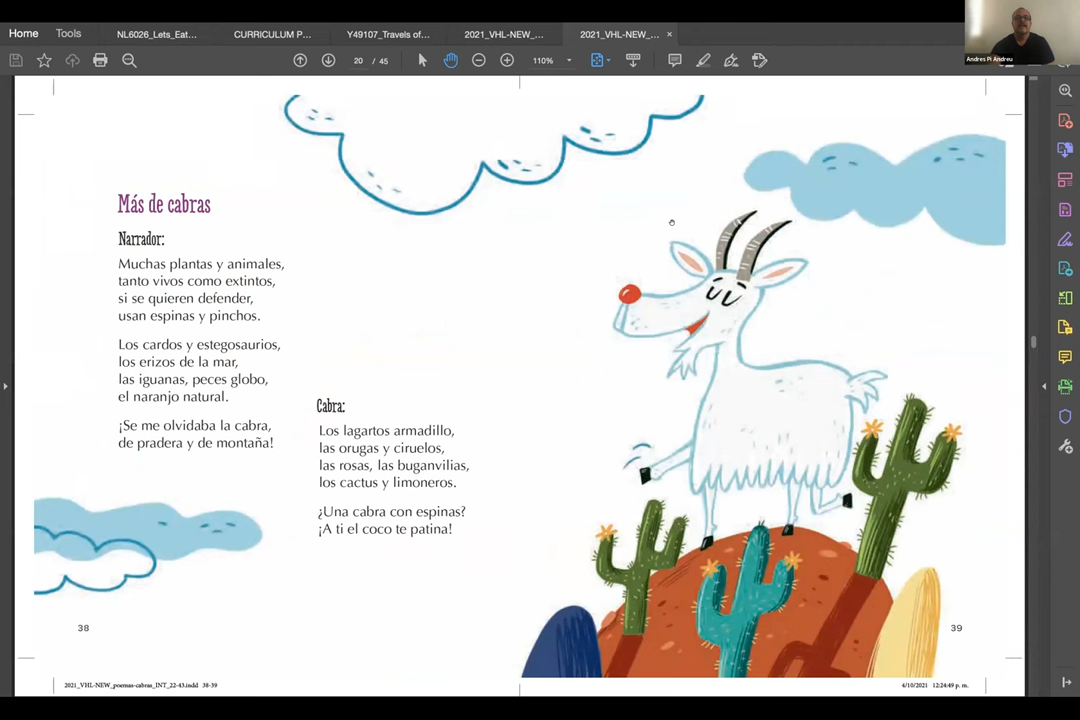 Home Tools NL6026_Lets_Eat... CURRICULUM P... Y49107_Travels of... 2021_VHL-NEW_... 2021_VHL-NEW_... ×
20 / 45 110%
Andres Pi Andreu
Más de cabras
Narrador:
Muchas plantas y animales,
tanto vivos como extintos,
si se quieren defender,
usan espinas y pinchos.
Los cardos y estegosaurios,
los erizos de la mar,
las iguanas, peces globo,
el naranjo natural.
¡Se me olvidaba la cabra,
de pradera y de montaña!
Cabra:
Los lagartos armadillo,
las orugas y ciruelos,
las rosas, las buganvilias,
los cactus y limoneros.
¿Una cabra con espinas?
¡A ti el coco te patina!
38
39
2021_VHL-NEW_poemas-cabras_INT_22-43.indd 38-39
4/10/2021 12:24:49 p. m.